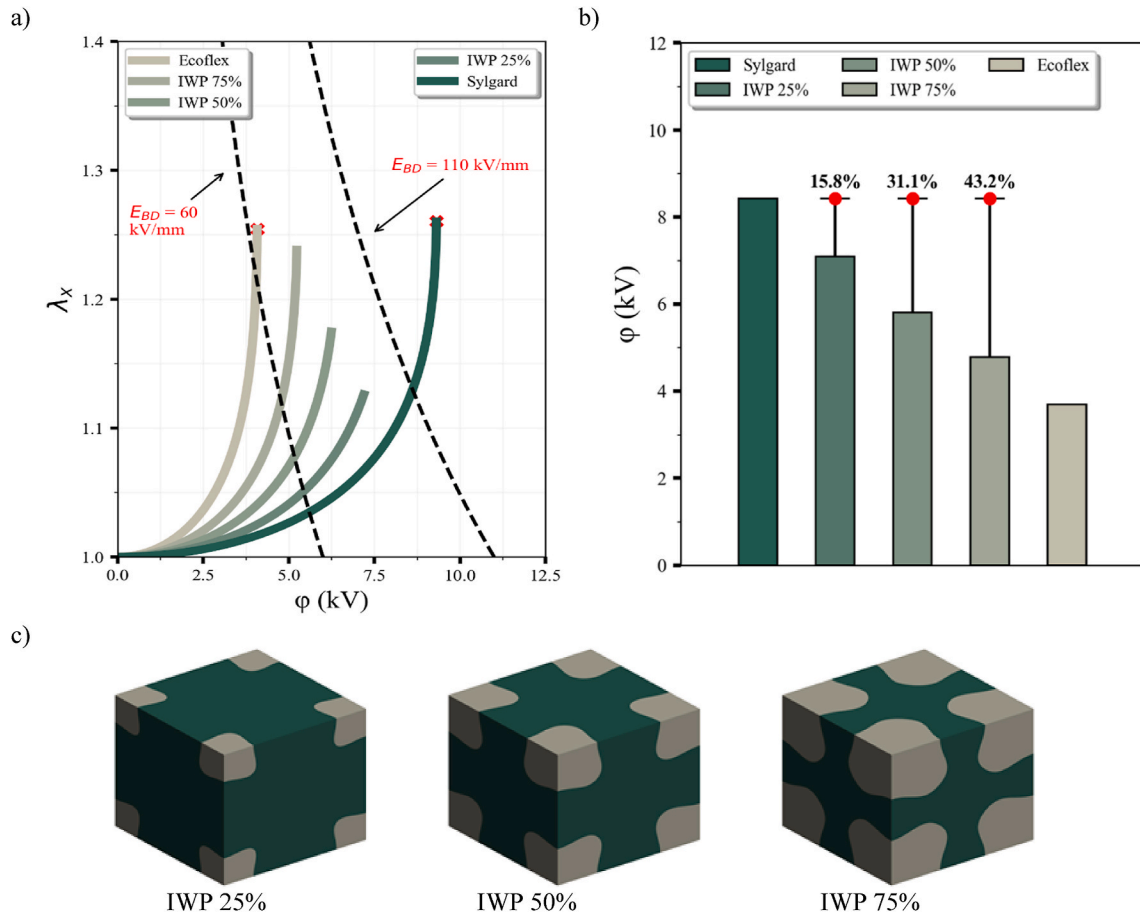 a)
1.4
1.3
1.2
1.1
1.0
λx
Ecoflex
IWP 75%
IWP 50%
IWP 25%
Sylgard
EBD = 60
kV/mm
EBD = 110 kV/mm
0.0
2.5
5.0
7.5
10.0
12.5
φ (kV)
b)
12
10
8
6
4
2
0
φ (kV)
Sylgard
IWP 25%
IWP 50%
IWP 75%
Ecoflex
15.8%
31.1%
43.2%
c)
IWP 25%
IWP 50%
IWP 75%